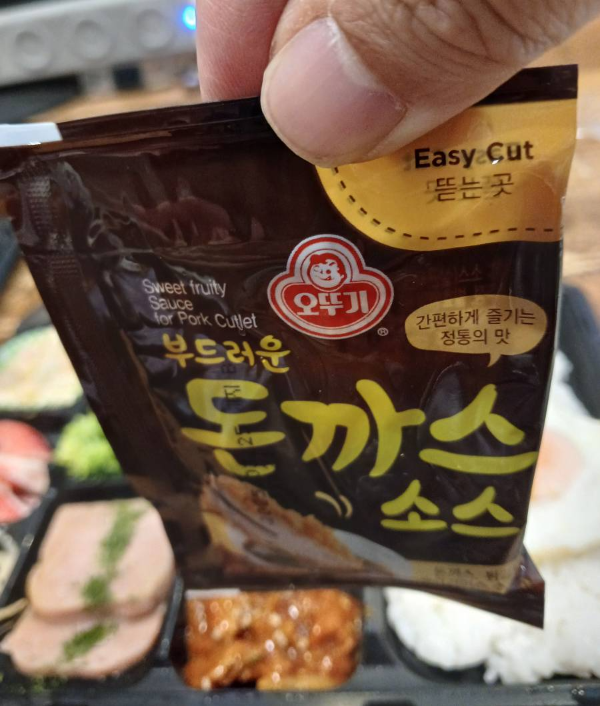 Easy Cut
뜯는곳
Sweet fruity
Sauce
for Pork Cutlet
오뚜기
®
간편하게 즐기는
정통의 맛
부드러운
돈까스
소스